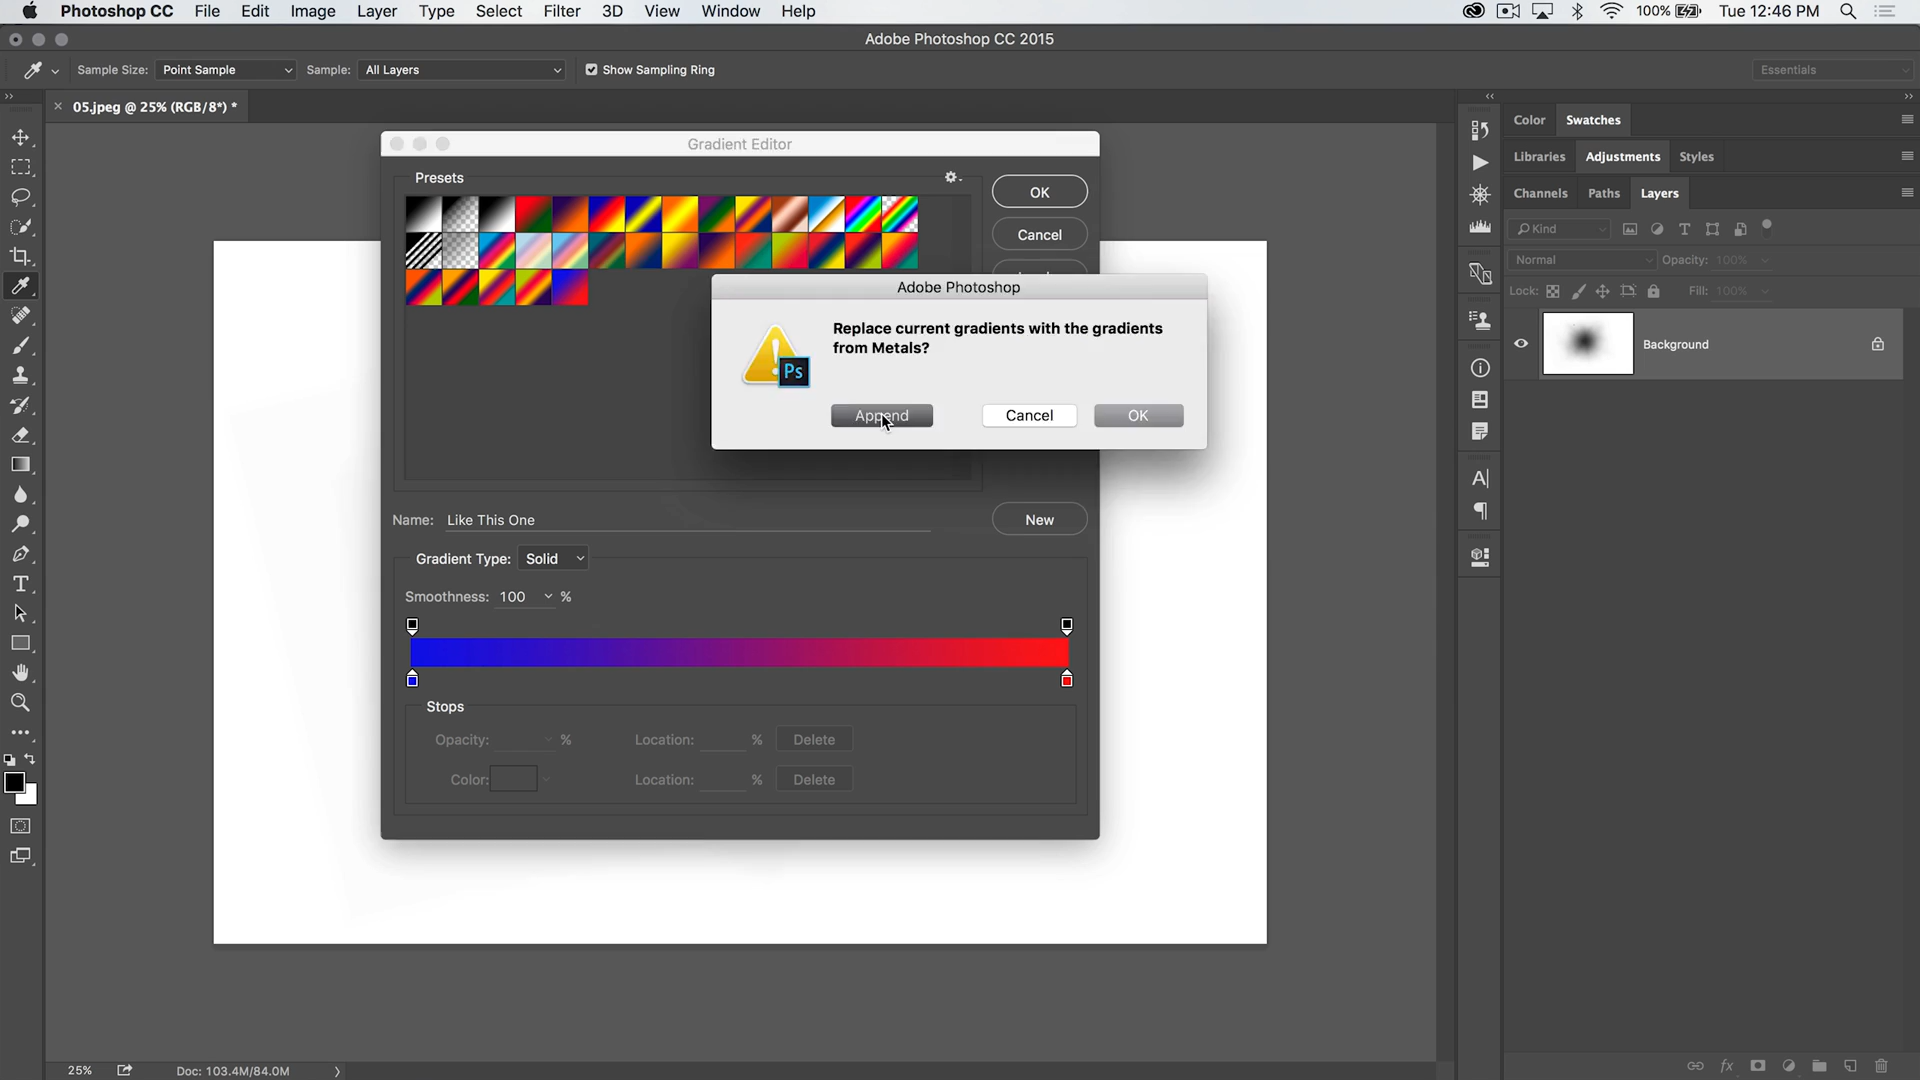 Photoshop CC File Edit Image Layer Type Select Filter 3D View Window Help 100% Tue 12:46 PM
Adobe Photoshop CC 2015
Sample Size: Point Sample Sample: All Layers Show Sampling Ring Essentials
05.jpeg @ 25% (RGB/8*) *
Gradient Editor
Presets
OK
Cancel
Adobe Photoshop
Replace current gradients with the gradients
from Metals?
Ps
Append Cancel OK
Name: Like This One
New
Gradient Type: Solid
Smoothness: 100 %
Stops
Opacity: % Location: % Delete
Color: Location: % Delete
Color Swatches
Libraries Adjustments Styles
Channels Paths Layers
Kind
Normal Opacity: 100%
Lock: Fill: 100%
Background
25% Doc: 103.4M/84.0M